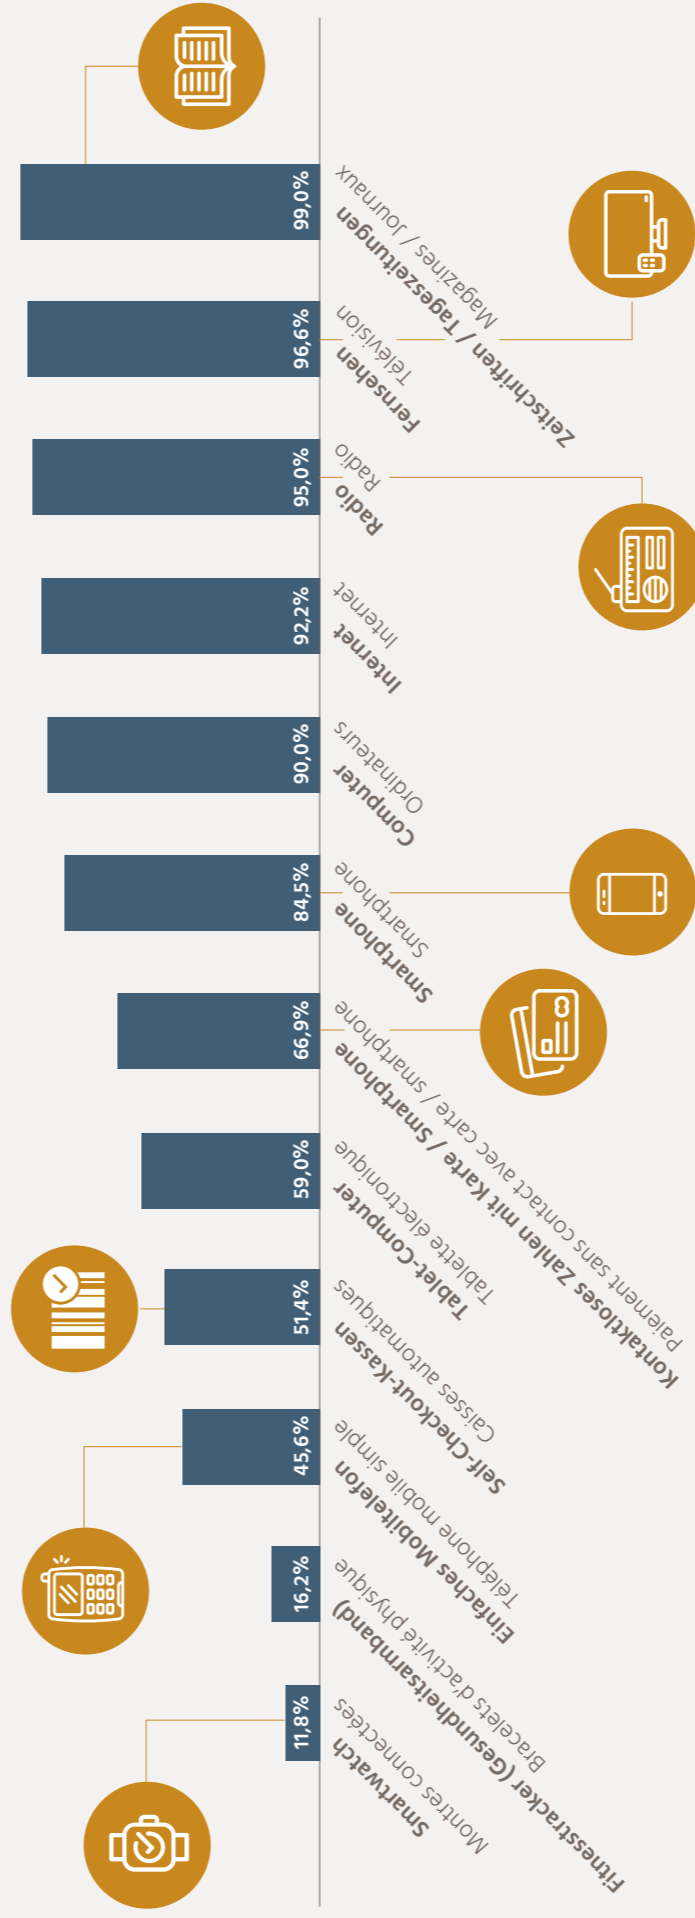 99,0%
Zeitschriften / Tageszeitungen
Magazines / Journaux
96,6%
Fernsehen
Télévision
95,0%
Radio
Radio
92,2%
Internet
Internet
90,0%
Computer
Ordinateurs
84,5%
Smartphone
Smartphone
66,9%
Kontaktloses Zahlen mit Karte / Smartphone
Paiement sans contact avec carte / smartphone
59,0%
Tablet-Computer
Tablette électronique
51,4%
Self-Checkout-Kassen
Caisses automatiques
45,6%
Einfaches Mobiltelefon
Téléphone mobile simple
16,2%
Fitnesstracker (Gesundheitsarmband)
Bracelets d'activité physique
11,8%
Smartwatch
Montres connectées